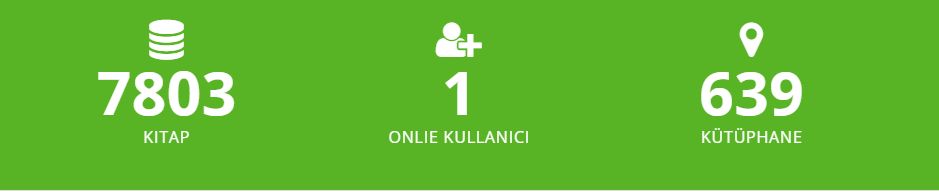 7803 1 639
KITAP ONLIE KULLANICI KÜTÜPHANE